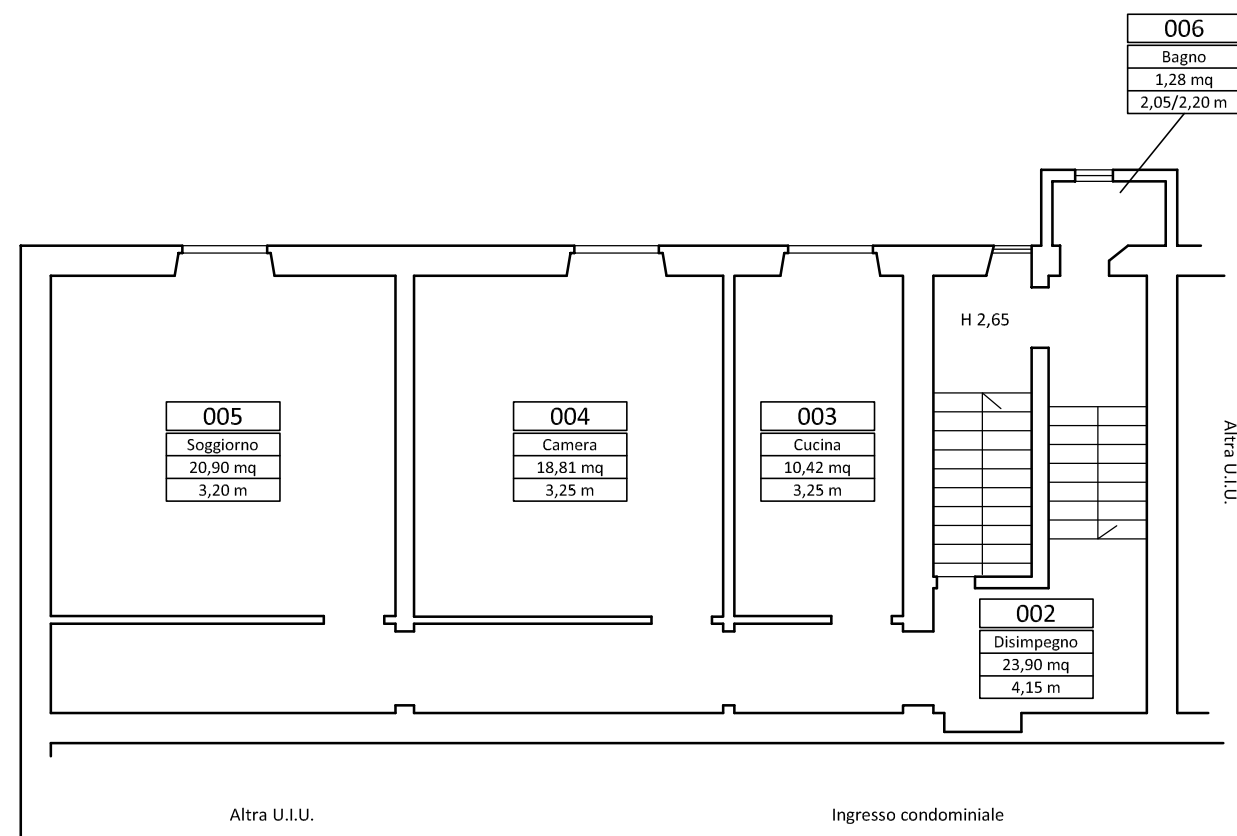 006
Bagno
1,28 mq
2,05/2,20 m
H 2,65
005
Soggiorno
20,90 mq
3,20 m
004
Camera
18,81 mq
3,25 m
003
Cucina
10,42 mq
3,25 m
Altra U.I.U.
002
Disimpegno
23,90 mq
4,15 m
Altra U.I.U.
Ingresso condominiale